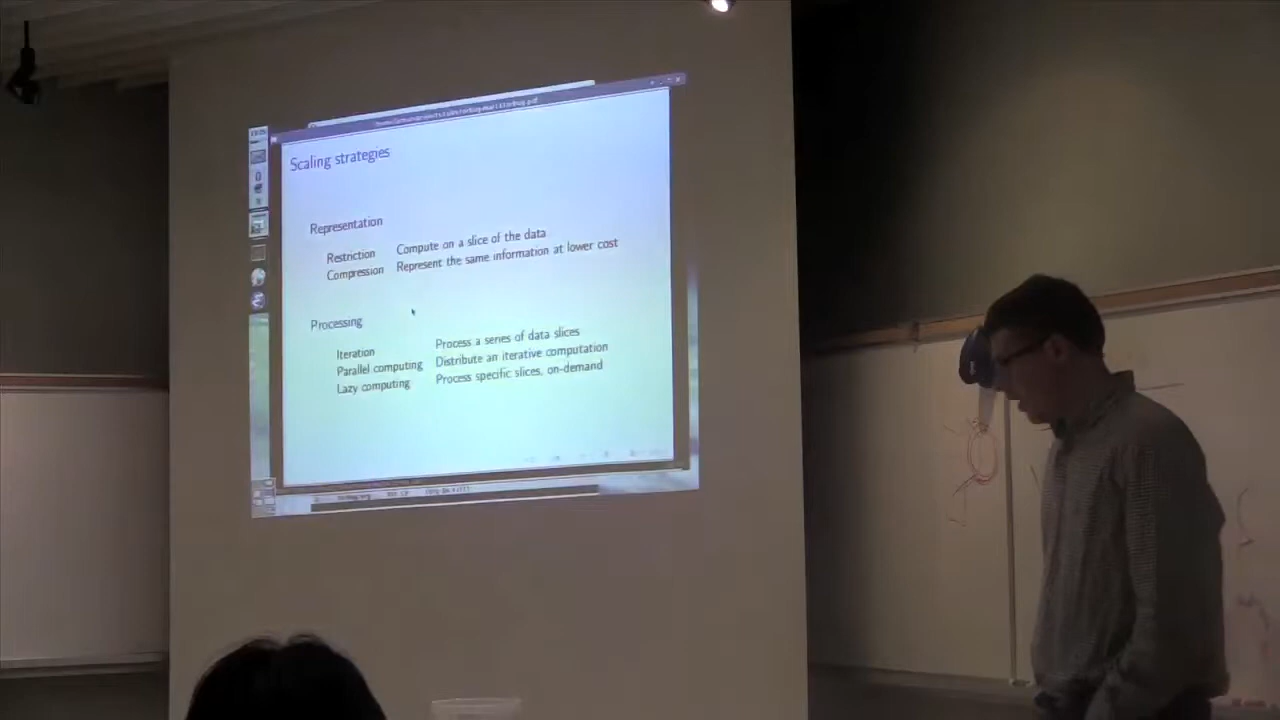 Scaling strategies
Representation
Restriction Compute on a slice of the data
Compression Represent the same information at lower cost
Processing
Iteration Process a series of data slices
Parallel computing Distribute an iterative computation
Lazy computing Process specific slices, on-demand